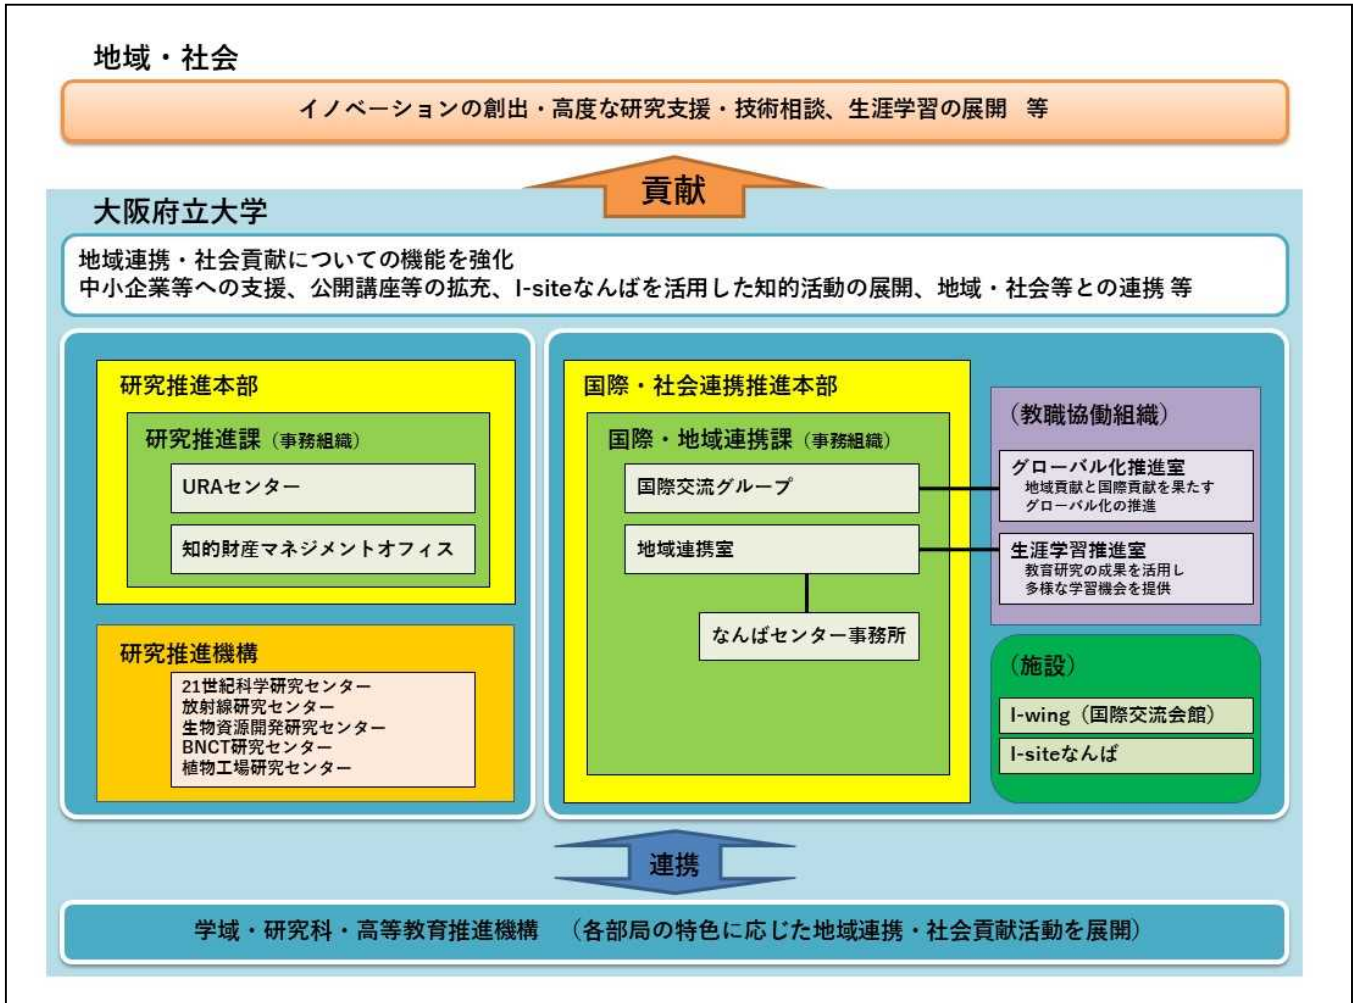 地域・社会
イノベーションの創出・高度な研究支援・技術相談、生涯学習の展開 等
貢献
大阪府立大学
地域連携・社会貢献についての機能を強化
中小企業等への支援、公開講座等の拡充、I-siteなんばを活用した知的活動の展開、地域・社会等との連携 等
研究推進本部
研究推進課（事務組織）
URAセンター
知的財産マネジメントオフィス
研究推進機構
21世紀科学研究センター
放射線研究センター
生物資源開発研究センター
BNCT研究センター
植物工場研究センター
国際・社会連携推進本部
国際・地域連携課（事務組織）
国際交流グループ
地域連携室
なんばセンター事務所
（教職協働組織）
グローバル化推進室
地域貢献と国際貢献を果たす
グローバル化の推進
生涯学習推進室
教育研究の成果を活用し
多様な学習機会を提供
（施設）
I-wing（国際交流会館）
I-siteなんば
連携
学域・研究科・高等教育推進機構 （各部局の特色に応じた地域連携・社会貢献活動を展開）